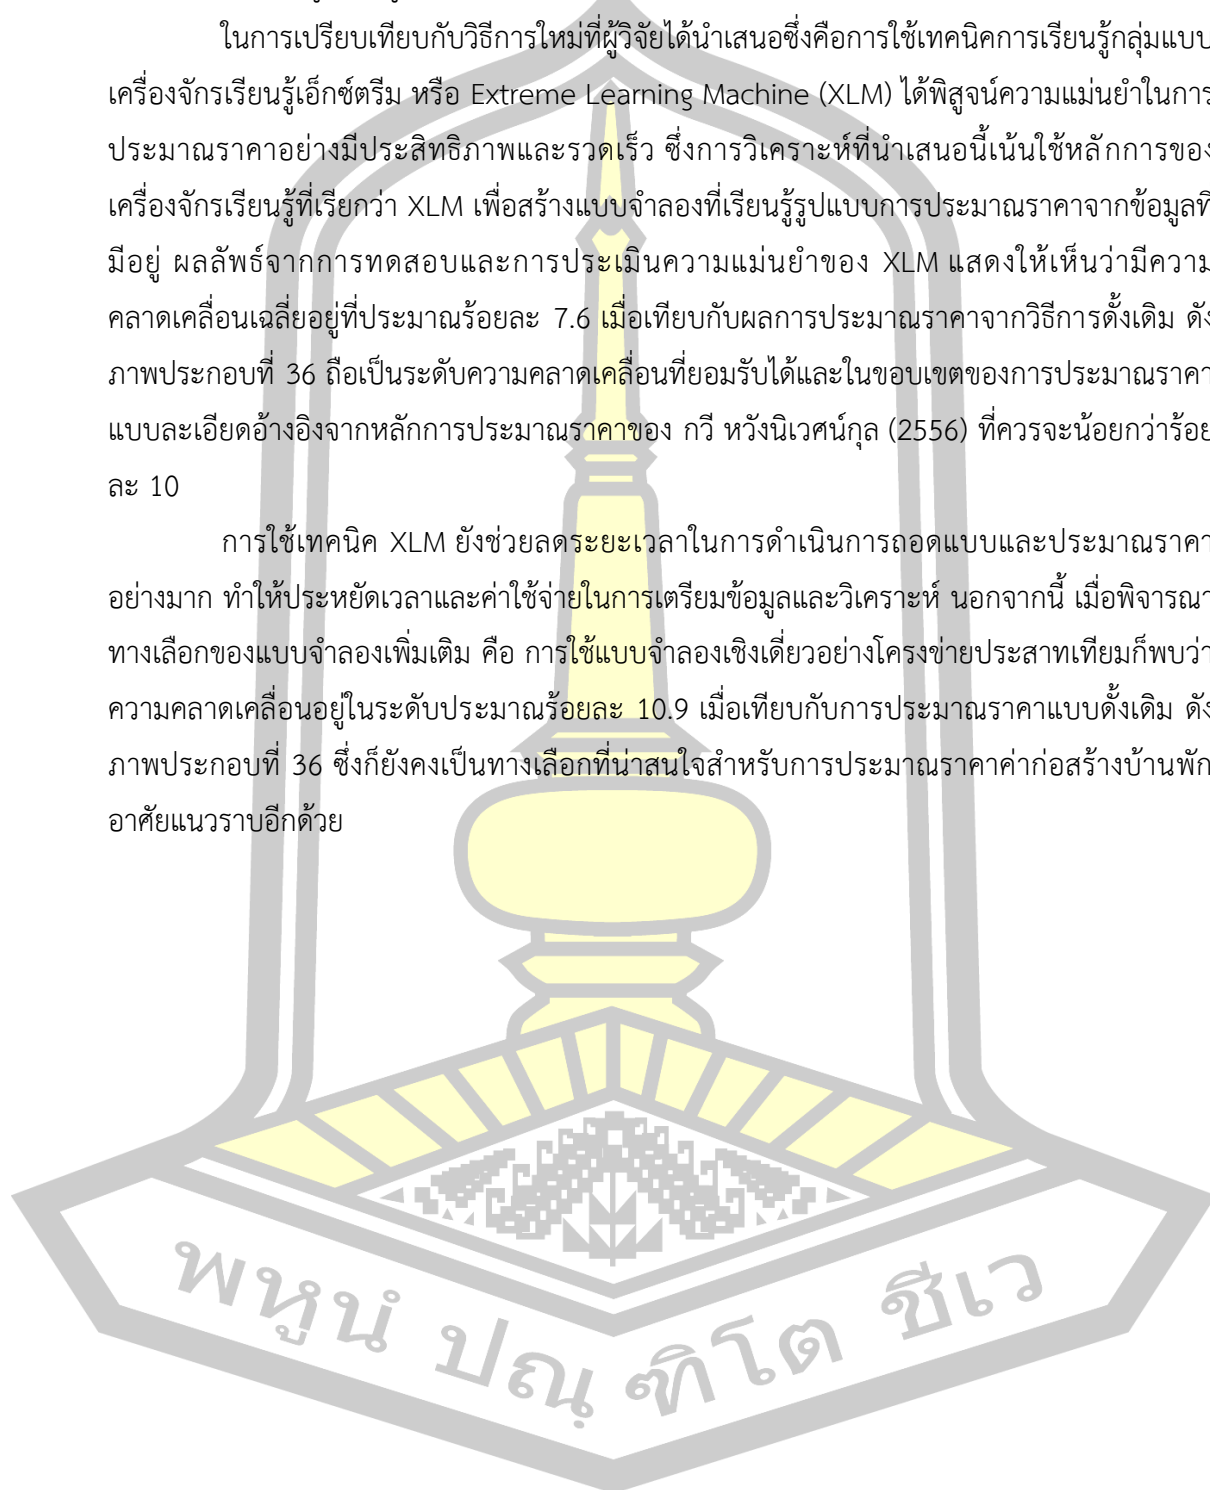 ในการเปรียบเทียบกับวิธีการใหม่ที่ผู้วิจัยได้นำเสนอซึ่งคือการใช้เทคนิคการเรียนรู้กลุ่มแบบ
เครื่องจักรเรียนรู้เอ็กซ์ตรีม หรือ Extreme Learning Machine (XLM) ได้พิสูจน์ความแม่นยำในการ
ประมาณราคาอย่างมีประสิทธิภาพและรวดเร็ว ซึ่งการวิเคราะห์ที่นำเสนอนี้เน้นใช้หลักการของ
เครื่องจักรเรียนรู้ที่เรียกว่า XLM เพื่อสร้างแบบจำลองที่เรียนรู้รูปแบบการประมาณราคาจากข้อมูลที่
มีอยู่ ผลลัพธ์จากการทดสอบและการประเมินความแม่นยำของ XLM แสดงให้เห็นว่ามีความ
คลาดเคลื่อนเฉลี่ยอยู่ที่ประมาณร้อยละ 7.6 เมื่อเทียบกับผลการประมาณราคาจากวิธีการดั้งเดิม ดัง
ภาพประกอบที่ 36 ถือเป็นระดับความคลาดเคลื่อนที่ยอมรับได้และในขอบเขตของการประมาณราคา
แบบละเอียดอ้างอิงจากหลักการประมาณราคาของ กวี หวังนิเวศน์กุล (2556) ที่ควรจะน้อยกว่าร้อย
ละ 10
การใช้เทคนิค XLM ยังช่วยลดระยะเวลาในการดำเนินการถอดแบบและประมาณราคา
อย่างมาก ทำให้ประหยัดเวลาและค่าใช้จ่ายในการเตรียมข้อมูลและวิเคราะห์ นอกจากนี้ เมื่อพิจารณา
ทางเลือกของแบบจำลองเพิ่มเติม คือ การใช้แบบจำลองเชิงเดี่ยวอย่างโครงข่ายประสาทเทียมก็พบว่า
ความคลาดเคลื่อนอยู่ในระดับประมาณร้อยละ 10.9 เมื่อเทียบกับการประมาณราคาแบบดั้งเดิม ดัง
ภาพประกอบที่ 36 ซึ่งก็ยังคงเป็นทางเลือกที่น่าสนใจสำหรับการประมาณราคาค่าก่อสร้างบ้านพัก
อาศัยแนวราบอีกด้วย
พหูนํ ปณฺฑิโต ชีเว